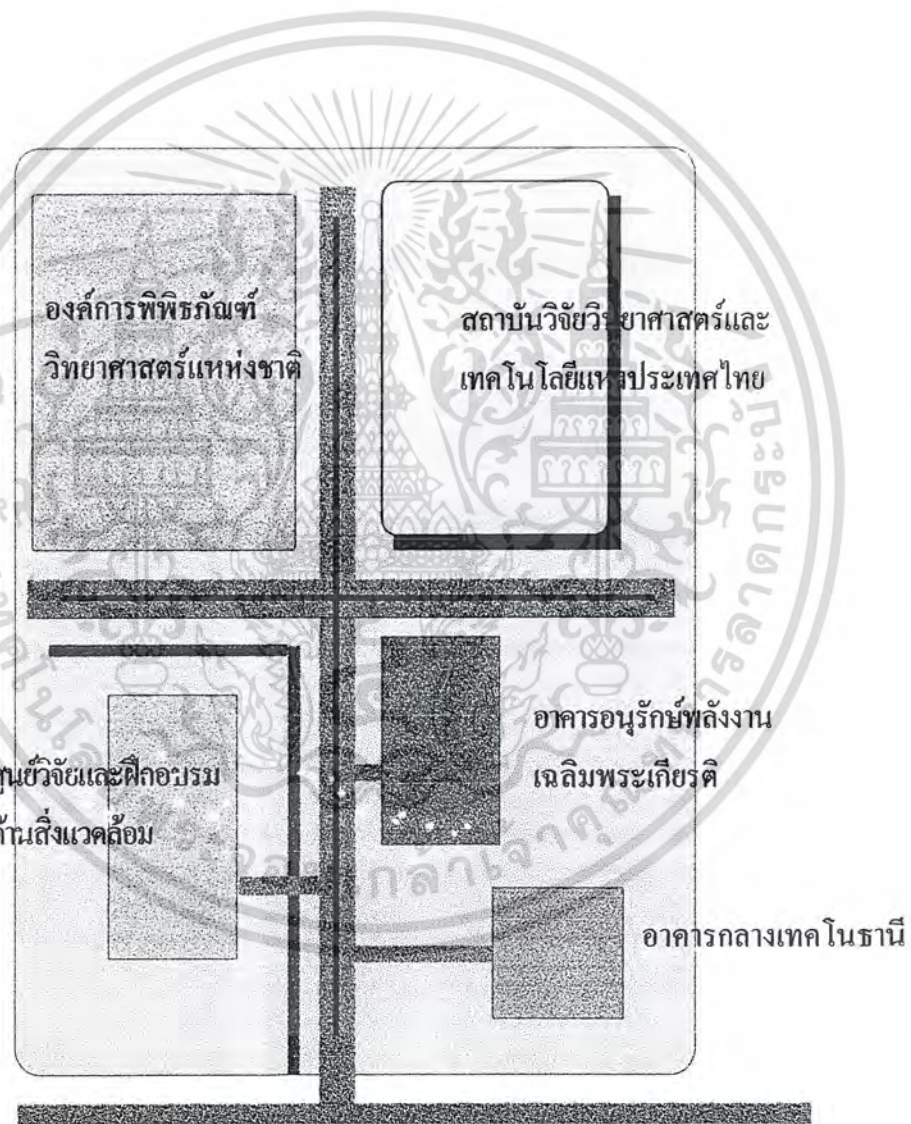 องค์การพิพิธภัณฑ์
วิทยาศาสตร์แห่งชาติ
สถาบันวิจัยวิทยาศาสตร์และ
เทคโนโลยีแห่งประเทศไทย
อาคารอนุรักษ์พลังงาน
เฉลิมพระเกียรติ
ศูนย์วิจัยและฝึกอบรม
ด้านสิ่งแวดล้อม
อาคารกลางเทคโนธานี